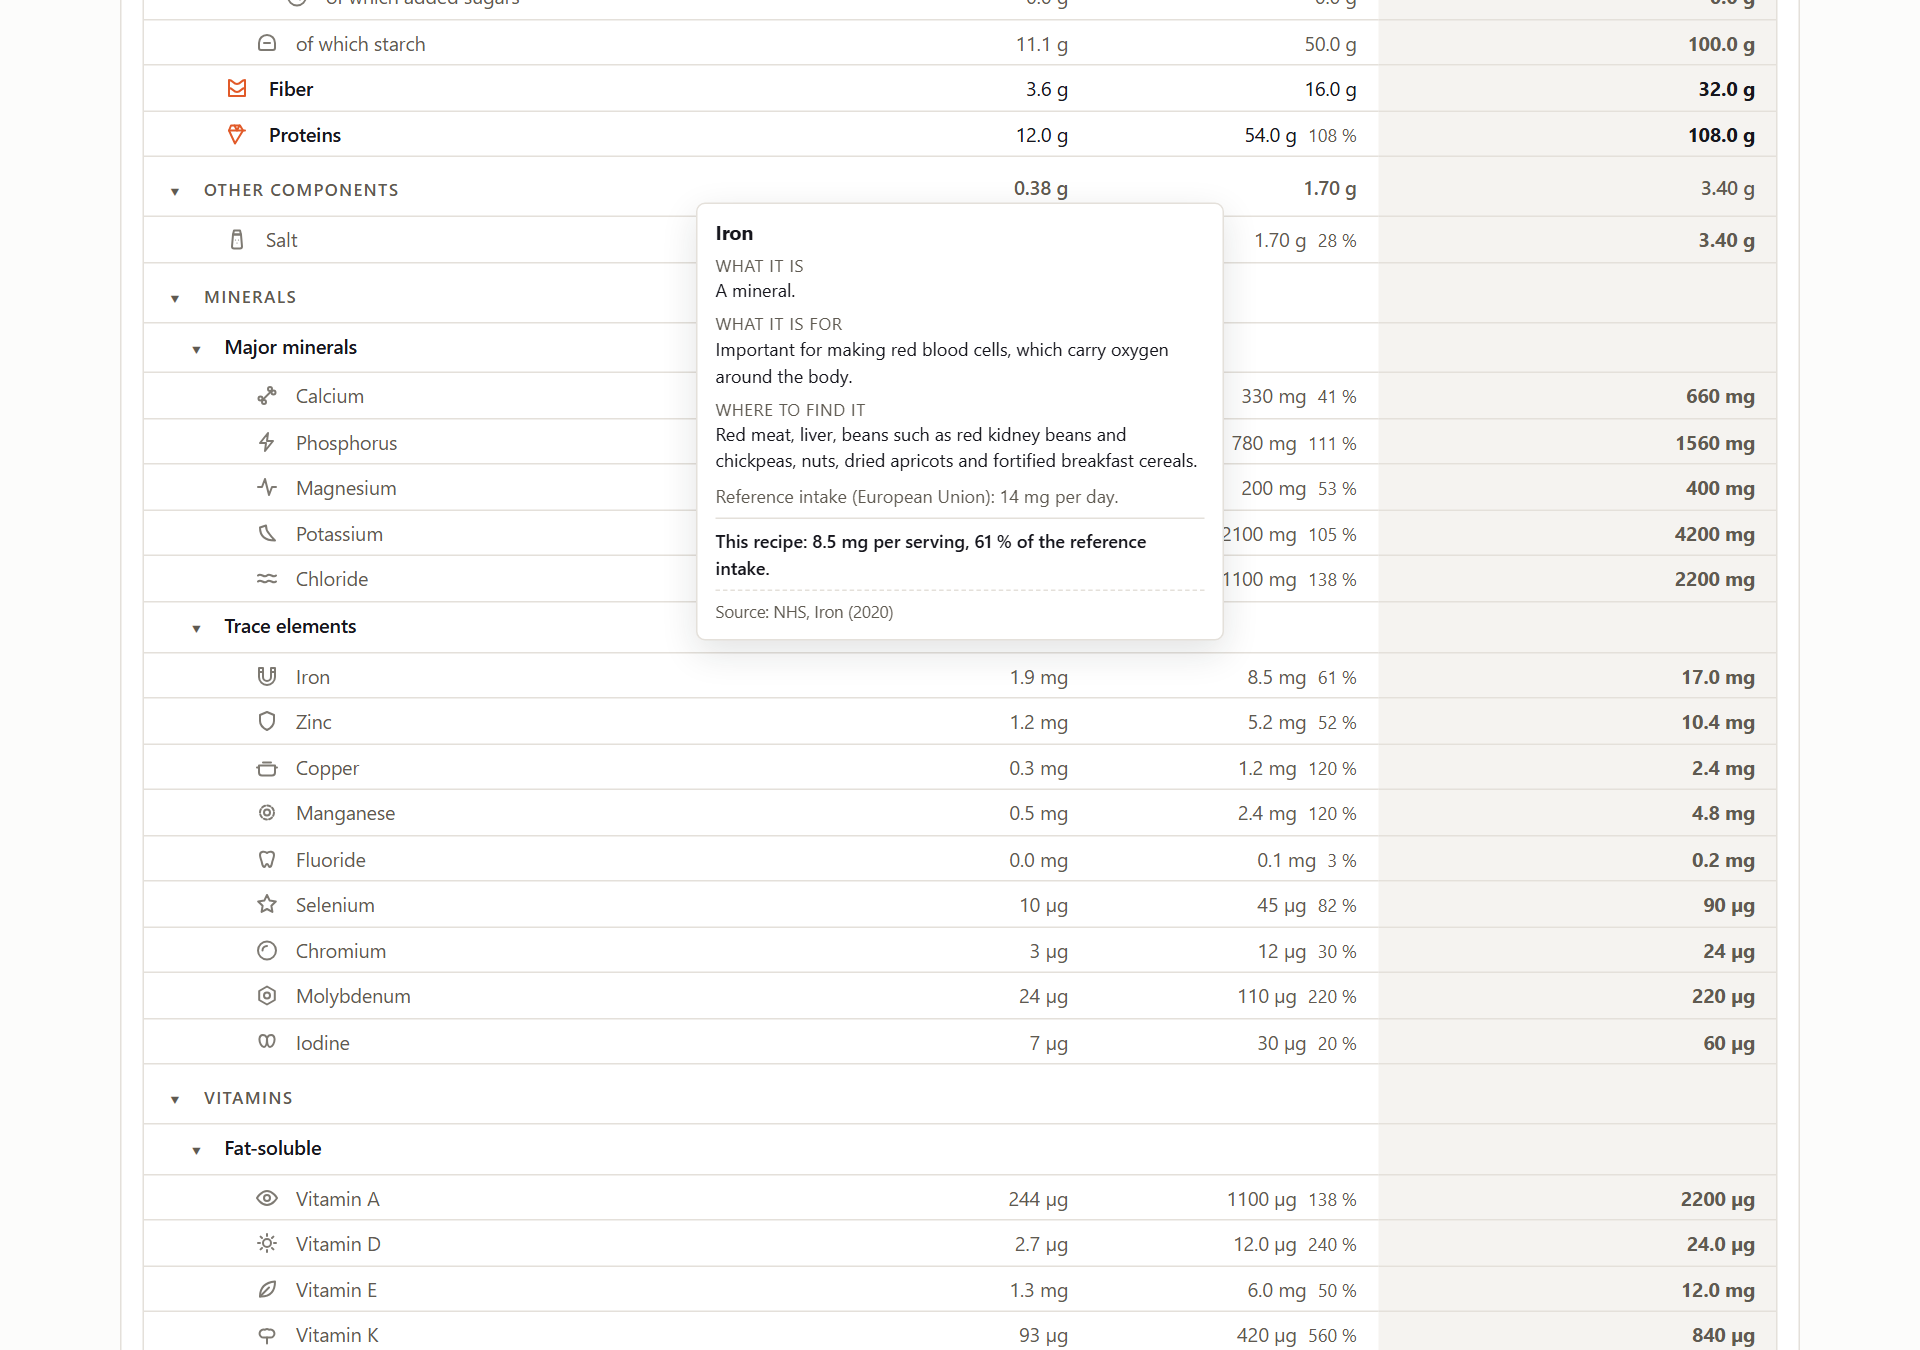 of which added sugars 0.0 g 0.0 g 0.0 g
of which starch 11.1 g 50.0 g 100.0 g
Fiber 3.6 g 16.0 g 32.0 g
Proteins 12.0 g 54.0 g 108 % 108.0 g
OTHER COMPONENTS 0.38 g 1.70 g 3.40 g
Salt 1.70 g 28 % 3.40 g
MINERALS
Major minerals
Calcium 330 mg 41 % 660 mg
Phosphorus 780 mg 111 % 1560 mg
Magnesium 200 mg 53 % 400 mg
Potassium 2100 mg 105 % 4200 mg
Chloride 1100 mg 138 % 2200 mg
Trace elements
Iron
WHAT IT IS
A mineral.
WHAT IT IS FOR
Important for making red blood cells, which carry oxygen
around the body.
WHERE TO FIND IT
Red meat, liver, beans such as red kidney beans and
chickpeas, nuts, dried apricots and fortified breakfast cereals.
Reference intake (European Union): 14 mg per day.
This recipe: 8.5 mg per serving, 61 % of the reference
intake.
Source: NHS, Iron (2020)
Iron 1.9 mg 8.5 mg 61 % 17.0 mg
Zinc 1.2 mg 5.2 mg 52 % 10.4 mg
Copper 0.3 mg 1.2 mg 120 % 2.4 mg
Manganese 0.5 mg 2.4 mg 120 % 4.8 mg
Fluoride 0.0 mg 0.1 mg 3 % 0.2 mg
Selenium 10 µg 45 µg 82 % 90 µg
Chromium 3 µg 12 µg 30 % 24 µg
Molybdenum 24 µg 110 µg 220 % 220 µg
Iodine 7 µg 30 µg 20 % 60 µg
VITAMINS
Fat-soluble
Vitamin A 244 µg 1100 µg 138 % 2200 µg
Vitamin D 2.7 µg 12.0 µg 240 % 24.0 µg
Vitamin E 1.3 mg 6.0 mg 50 % 12.0 mg
Vitamin K 93 µg 420 µg 560 % 840 µg